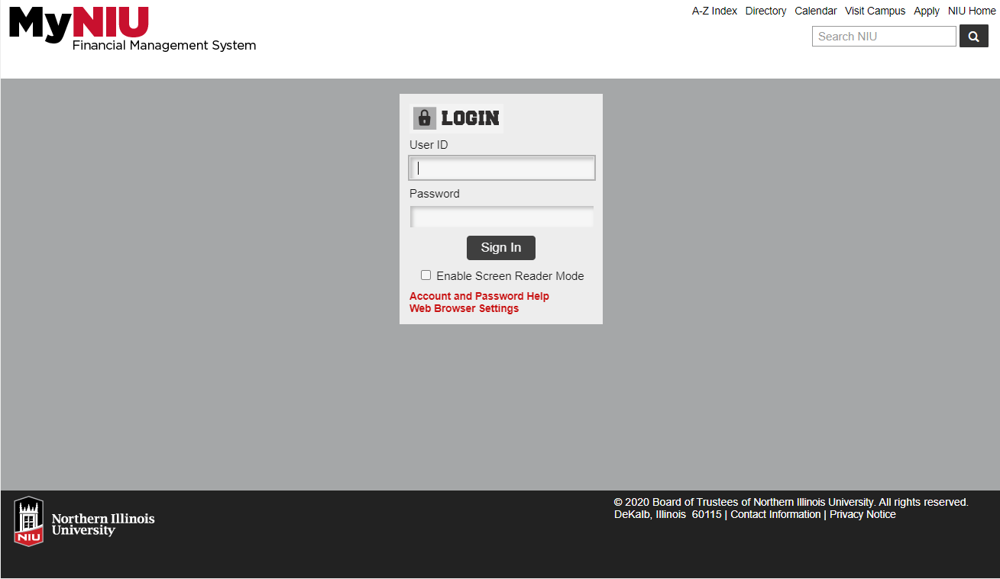 MyNIU
Financial Management System
A-Z Index Directory Calendar Visit Campus Apply NIU Home
Search NIU
LOGIN
User ID
Password
Sign In
Enable Screen Reader Mode
Account and Password Help
Web Browser Settings
NIU
Northern Illinois
University
© 2020 Board of Trustees of Northern Illinois University. All rights reserved.
DeKalb, Illinois 60115 | Contact Information | Privacy Notice